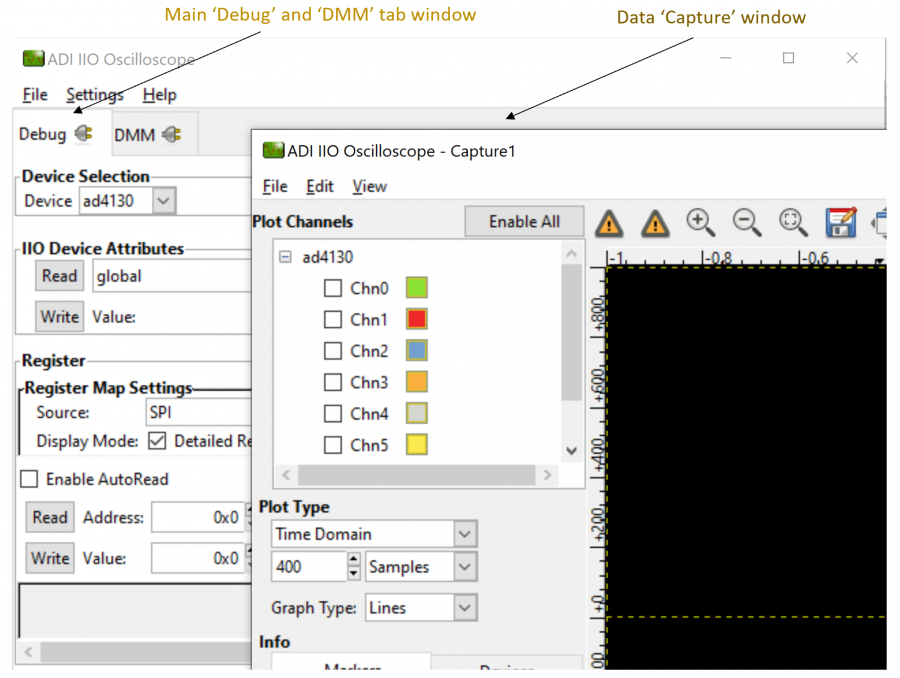 Main ‘Debug’ and ‘DMM’ tab window
Data ‘Capture’ window
ADI IIO Oscilloscope
File Settings Help
Debug DMM
Device Selection
Device ad4130
IIO Device Attributes
Read global
Write Value:
Register
Register Map Settings
Source: SPI
Display Mode: Detailed Re
Enable AutoRead
Read Address: 0x0
Write Value: 0x0
ADI IIO Oscilloscope - Capture1
File Edit View
Plot Channels Enable All
ad4130
Chn0
Chn1
Chn2
Chn3
Chn4
Chn5
Plot Type
Time Domain
400 Samples
Graph Type: Lines
Info
Markers
-1 -0.8 -0.6
+800
+600
+400
+200
+0